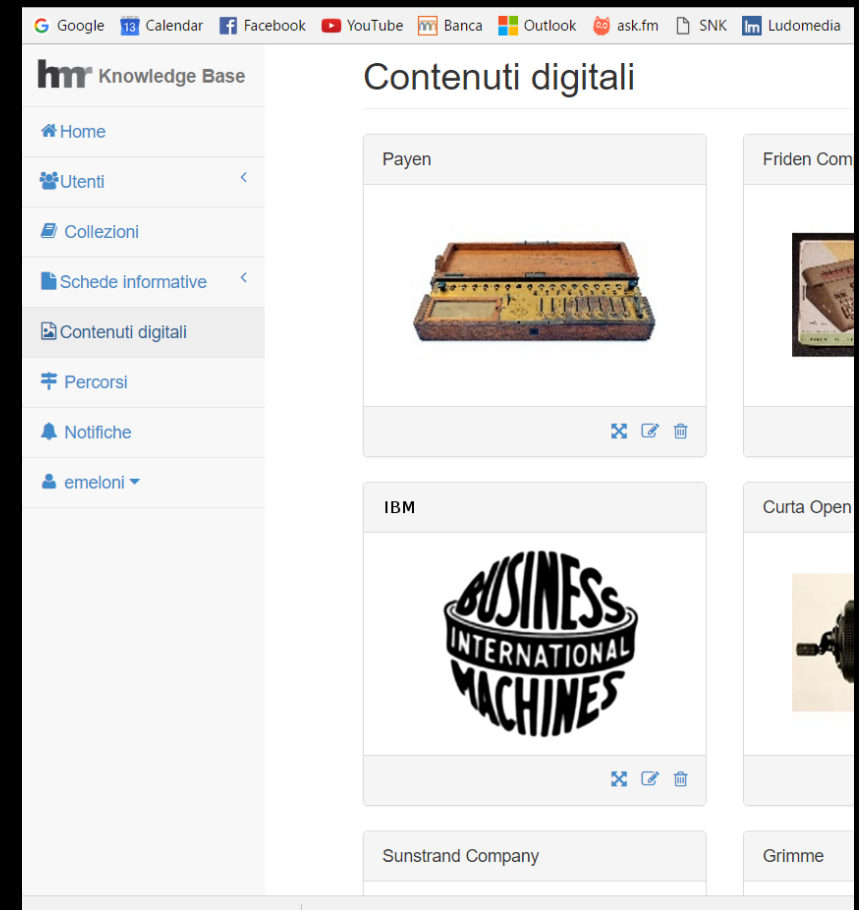 Google Calendar Facebook YouTube Banca Outlook ask.fm SNK Ludomedia
hmr Knowledge Base
Home
Utenti
Collezioni
Schede informative
Contenuti digitali
Percorsi
Notifiche
emeloni
Contenuti digitali
Payen
Friden Com
IBM
BUSINESS
INTERNATIONAL
MACHINES
Curta Open
Sunstrand Company
Grimme